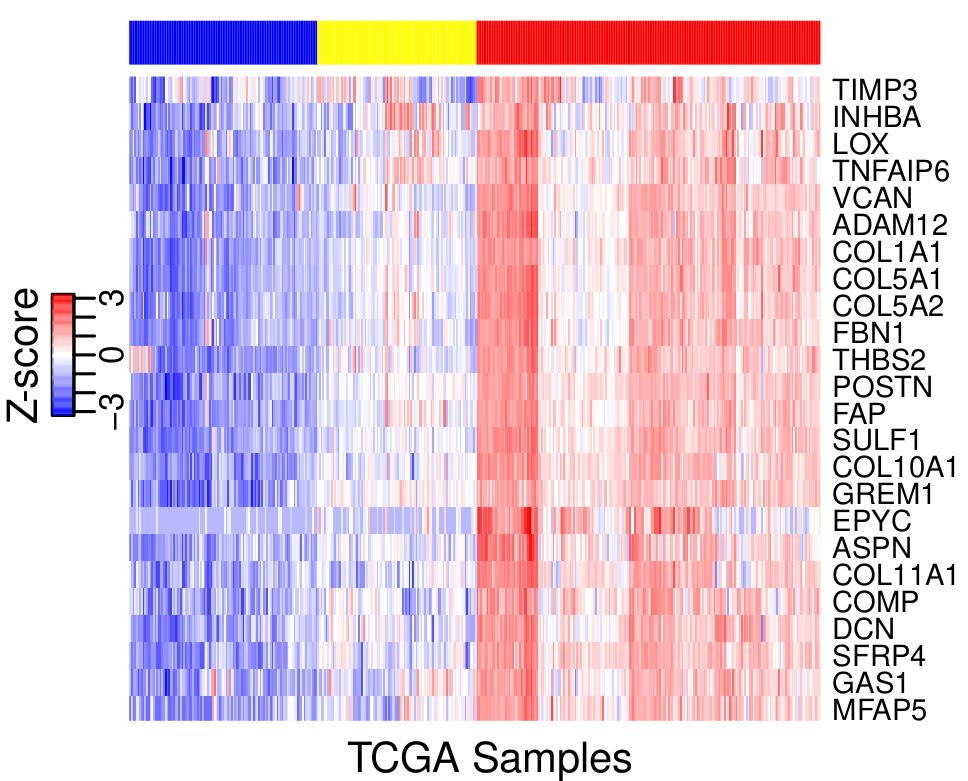 TIMP3
INHBA
LOX
TNFAIP6
VCAN
ADAM12
COL1A1
COL5A1
COL5A2
FBN1
THBS2
POSTN
FAP
SULF1
COL10A1
GREM1
EPYC
ASPN
COL11A1
COMP
DCN
SFRP4
GAS1
MFAP5
Z-score
3
0
−3
TCGA Samples